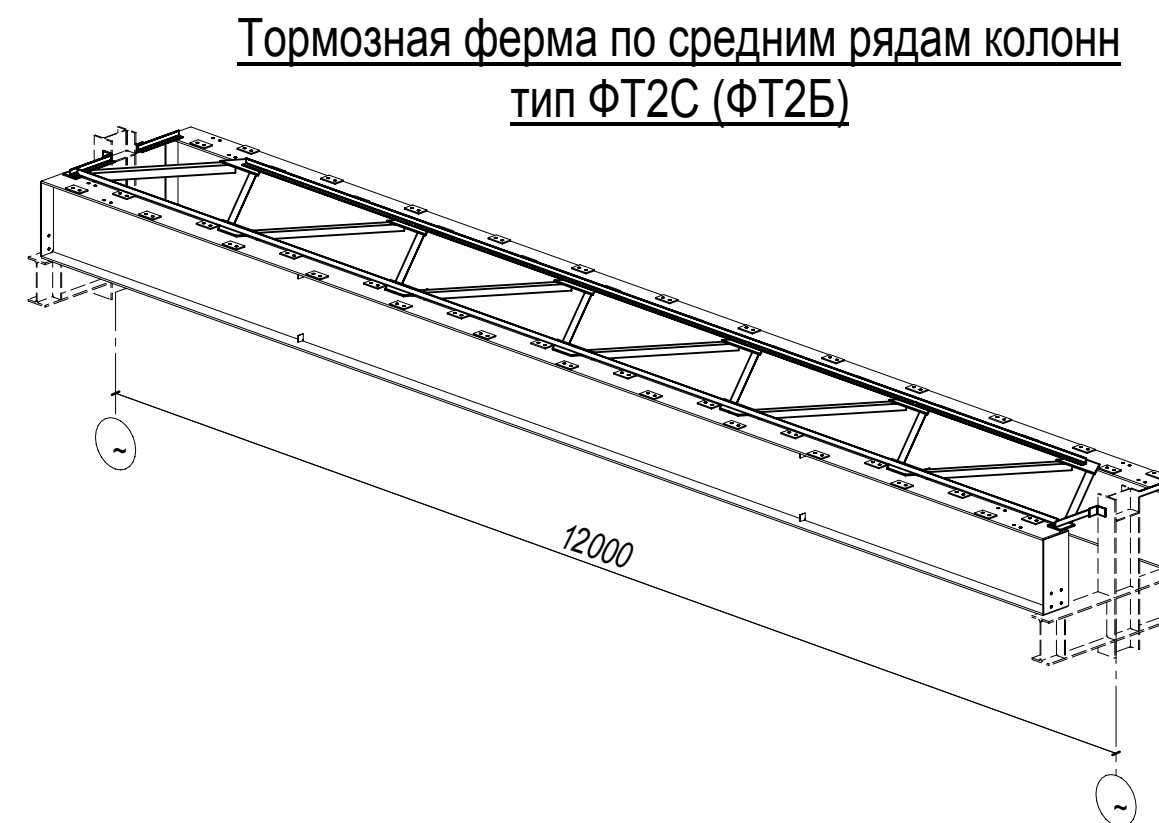 Тормозная ферма по средним рядам колонн
тип ФТ2С (ФТ2Б)
~
12000
~